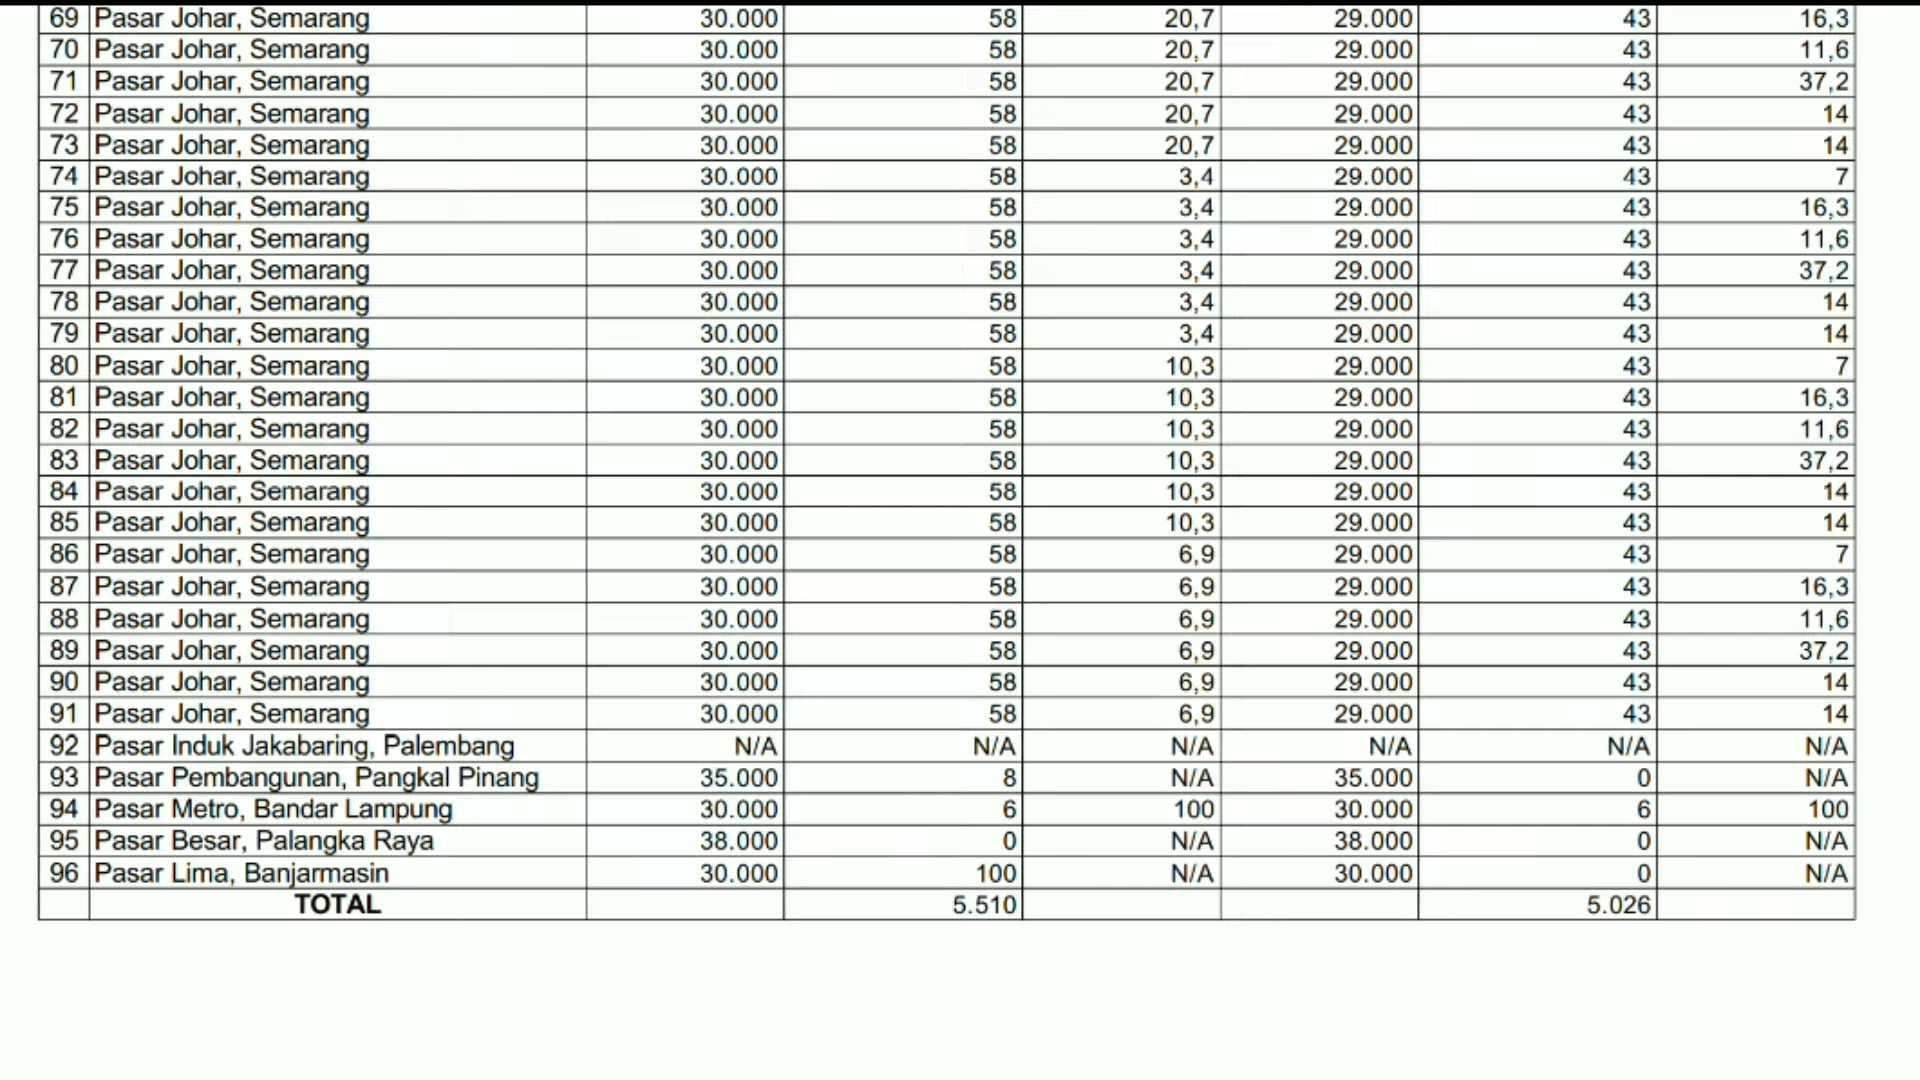 69 Pasar Johar, Semarang 30.000 58 20,7 29.000 43 16,3
70 Pasar Johar, Semarang 30.000 58 20,7 29.000 43 11,6
71 Pasar Johar, Semarang 30.000 58 20,7 29.000 43 37,2
72 Pasar Johar, Semarang 30.000 58 20,7 29.000 43 14
73 Pasar Johar, Semarang 30.000 58 20,7 29.000 43 14
74 Pasar Johar, Semarang 30.000 58 3,4 29.000 43 7
75 Pasar Johar, Semarang 30.000 58 3,4 29.000 43 16,3
76 Pasar Johar, Semarang 30.000 58 3,4 29.000 43 11,6
77 Pasar Johar, Semarang 30.000 58 3,4 29.000 43 37,2
78 Pasar Johar, Semarang 30.000 58 3,4 29.000 43 14
79 Pasar Johar, Semarang 30.000 58 3,4 29.000 43 14
80 Pasar Johar, Semarang 30.000 58 10,3 29.000 43 7
81 Pasar Johar, Semarang 30.000 58 10,3 29.000 43 16,3
82 Pasar Johar, Semarang 30.000 58 10,3 29.000 43 11,6
83 Pasar Johar, Semarang 30.000 58 10,3 29.000 43 37,2
84 Pasar Johar, Semarang 30.000 58 10,3 29.000 43 14
85 Pasar Johar, Semarang 30.000 58 10,3 29.000 43 14
86 Pasar Johar, Semarang 30.000 58 6,9 29.000 43 7
87 Pasar Johar, Semarang 30.000 58 6,9 29.000 43 16,3
88 Pasar Johar, Semarang 30.000 58 6,9 29.000 43 11,6
89 Pasar Johar, Semarang 30.000 58 6,9 29.000 43 37,2
90 Pasar Johar, Semarang 30.000 58 6,9 29.000 43 14
91 Pasar Johar, Semarang 30.000 58 6,9 29.000 43 14
92 Pasar Induk Jakabaring, Palembang N/A N/A N/A N/A N/A N/A
93 Pasar Pembangunan, Pangkal Pinang 35.000 8 N/A 35.000 0 N/A
94 Pasar Metro, Bandar Lampung 30.000 6 100 30.000 6 100
95 Pasar Besar, Palangka Raya 38.000 0 N/A 38.000 0 N/A
96 Pasar Lima, Banjarmasin 30.000 100 N/A 30.000 0 N/A
TOTAL 5.510 5.026